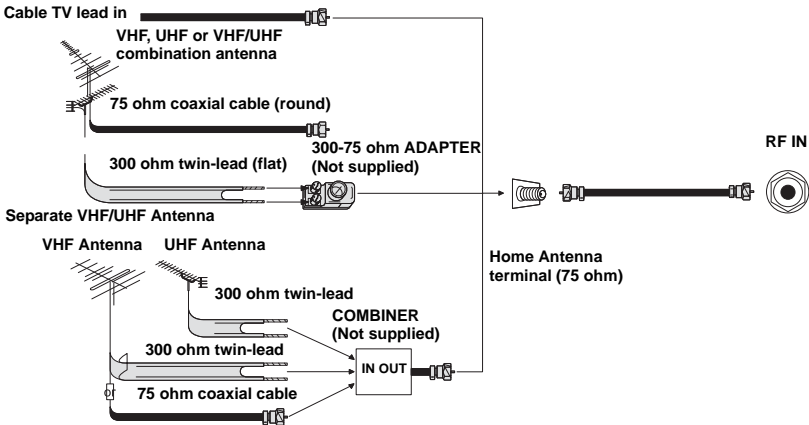 Cable TV lead in
VHF, UHF or VHF/UHF
combination antenna
75 ohm coaxial cable (round)
300-75 ohm ADAPTER
(Not supplied)
RF IN
300 ohm twin-lead (flat)
Separate VHF/UHF Antenna
VHF Antenna
UHF Antenna
Home Antenna
terminal (75 ohm)
300 ohm twin-lead
COMBINER
(Not supplied)
300 ohm twin-lead
IN OUT
or
75 ohm coaxial cable